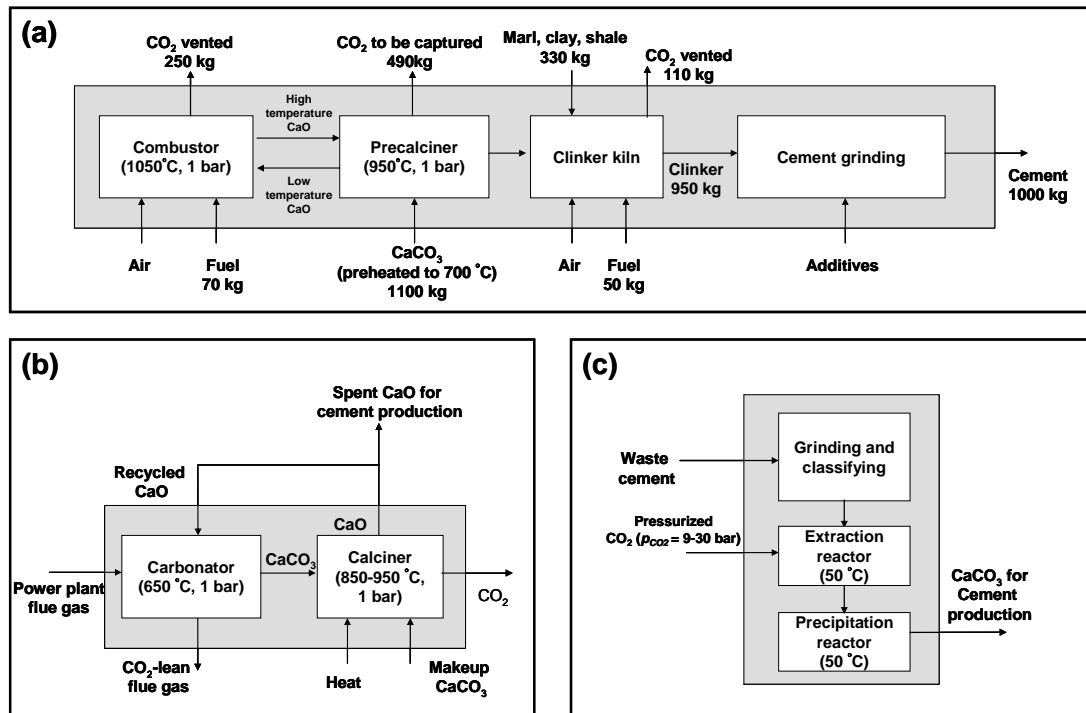 (a)
CO2 vented
250 kg
CO2 to be captured
490kg
Marl, clay, shale
330 kg
CO2 vented
110 kg
High
temperature
CaO
Combustor
(1050˚C, 1 bar)
Precalciner
(950˚C, 1 bar)
Clinker kiln
Cement grinding
Low
temperature
CaO
Clinker
950 kg
Cement
1000 kg
Air
Fuel
70 kg
CaCO3
(preheated to 700 ˚C)
1100 kg
Air
Fuel
50 kg
Additives
(b)
Spent CaO for
cement production
Recycled
CaO
CaO
Carbonator
(650 ˚C, 1 bar)
CaCO3
Calciner
(850-950 ˚C,
1 bar)
Power plant
flue gas
CO2
CO2-lean
flue gas
Heat
Makeup
CaCO3
(c)
Waste
cement
Grinding and
classifying
Pressurized
CO2 (pCO2 = 9-30 bar)
Extraction
reactor
(50 ˚C)
CaCO3 for
Cement
production
Precipitation
reactor
(50 ˚C)